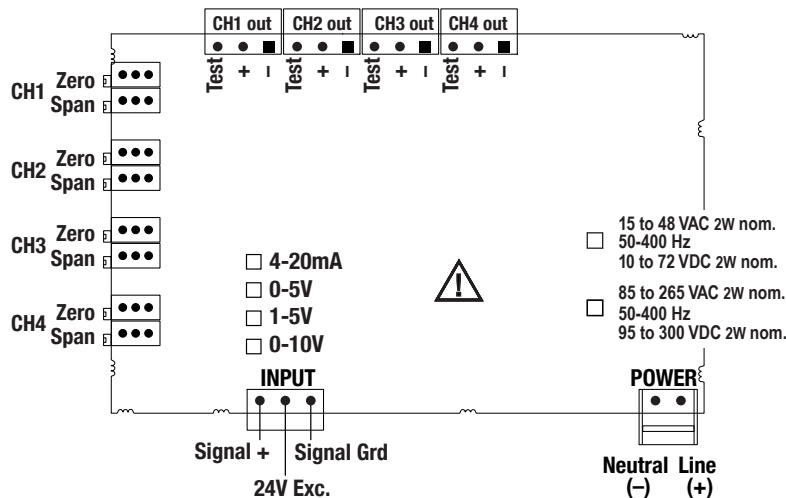 CH1 out CH2 out CH3 out CH4 out
Test + – Test + – Test + – Test + –
CH1 Zero
Span
CH2 Zero
Span
CH3 Zero
Span
CH4 Zero
Span
4-20mA
0-5V
1-5V
0-10V
!
15 to 48 VAC 2W nom.
50-400 Hz
10 to 72 VDC 2W nom.
85 to 265 VAC 2W nom.
50-400 Hz
95 to 300 VDC 2W nom.
INPUT
Signal +
Signal Grd
24V Exc.
POWER
Neutral Line
(–) (+)